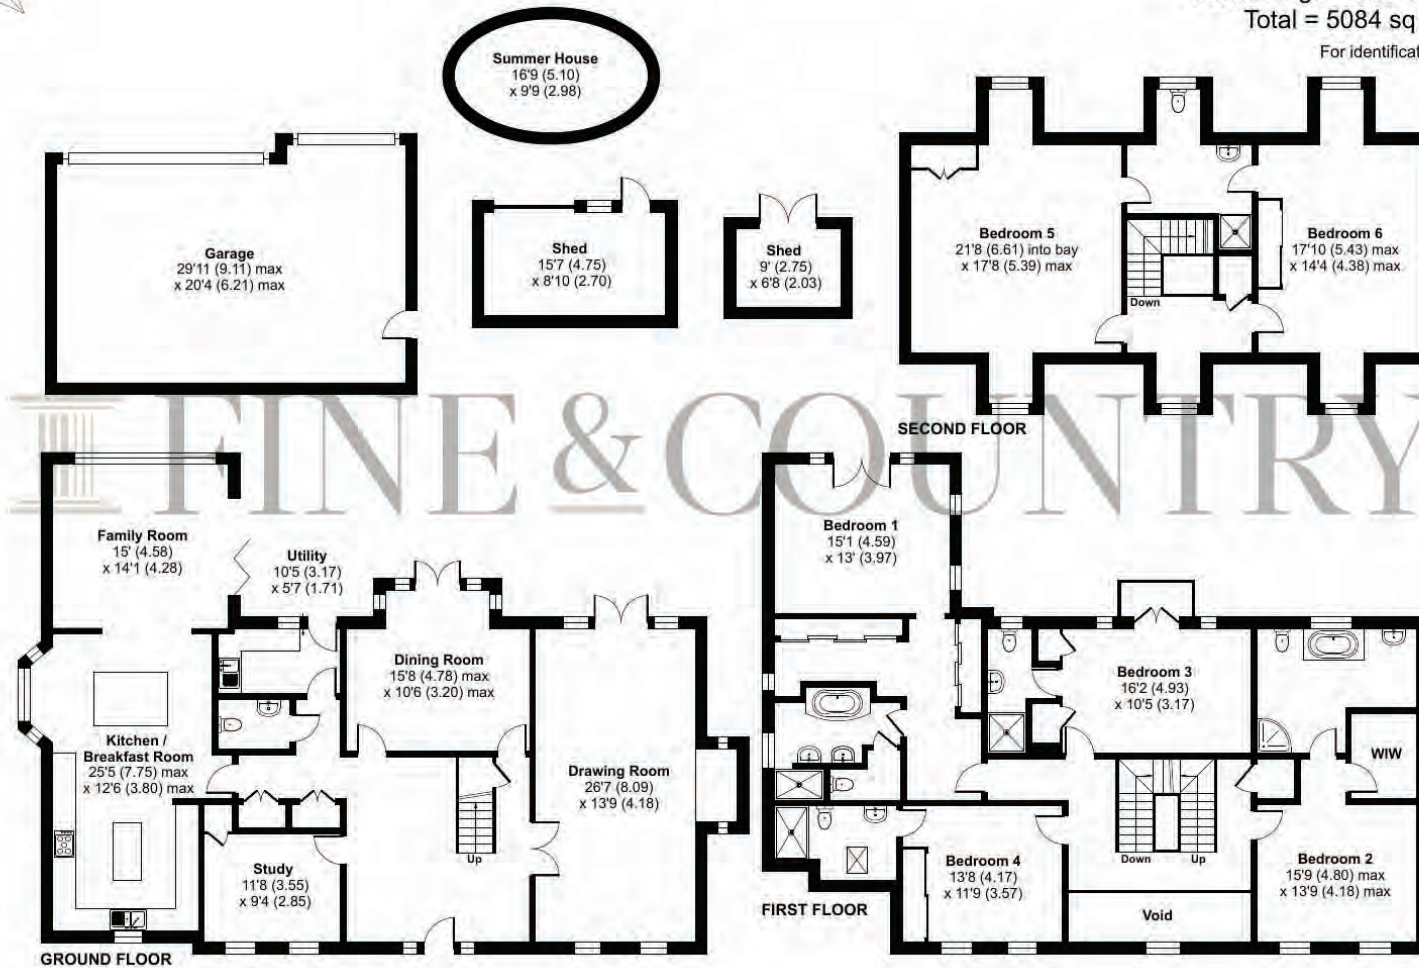 Total = 5084 sq
For identificat
Summer House
16'9 (5.10)
x 9'9 (2.98)
Garage
29'11 (9.11) max
x 20'4 (6.21) max
Shed
15'7 (4.75)
x 8'10 (2.70)
Shed
9' (2.75)
x 6'8 (2.03)
Bedroom 5
21'8 (6.61) into bay
x 17'8 (5.39) max
Down
Bedroom 6
17'10 (5.43) max
x 14'4 (4.38) max
SECOND FLOOR
FINE & COUNTRY
Family Room
15' (4.58)
x 14'1 (4.28)
Utility
10'5 (3.17)
x 5'7 (1.71)
Dining Room
15'8 (4.78) max
x 10'6 (3.20) max
Kitchen /
Breakfast Room
25'5 (7.75) max
x 12'6 (3.80) max
Drawing Room
26'7 (8.09)
x 13'9 (4.18)
Up
Study
11'8 (3.55)
x 9'4 (2.85)
GROUND FLOOR
Bedroom 1
15'1 (4.59)
x 13' (3.97)
Bedroom 3
16'2 (4.93)
x 10'5 (3.17)
WIW
Down
Up
Bedroom 4
13'8 (4.17)
x 11'9 (3.57)
Bedroom 2
15'9 (4.80) max
x 13'9 (4.18) max
Void
FIRST FLOOR